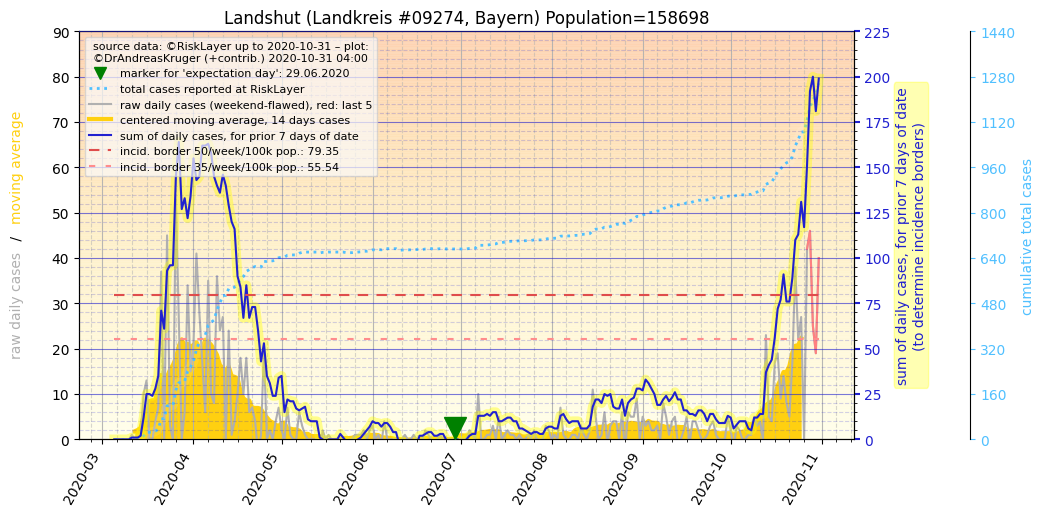 Landshut (Landkreis #09274, Bayern) Population=158698
source data: ©RiskLayer up to 2020-10-31 – plot:
©DrAndreasKruger (+contrib.) 2020-10-31 04:00
marker for 'expectation day': 29.06.2020
total cases reported at RiskLayer
raw daily cases (weekend-flawed), red: last 5
centered moving average, 14 days cases
sum of daily cases, for prior 7 days of date
incid. border 50/week/100k pop.: 79.35
incid. border 35/week/100k pop.: 55.54
raw daily cases / moving average
90
80
70
60
50
40
30
20
10
0
225
200
175
150
125
100
75
50
25
0
sum of daily cases, for prior 7 days of date
(to determine incidence borders)
1440
1280
1120
960
800
640
480
320
160
0
cumulative total cases
2020-03
2020-04
2020-05
2020-06
2020-07
2020-08
2020-09
2020-10
2020-11